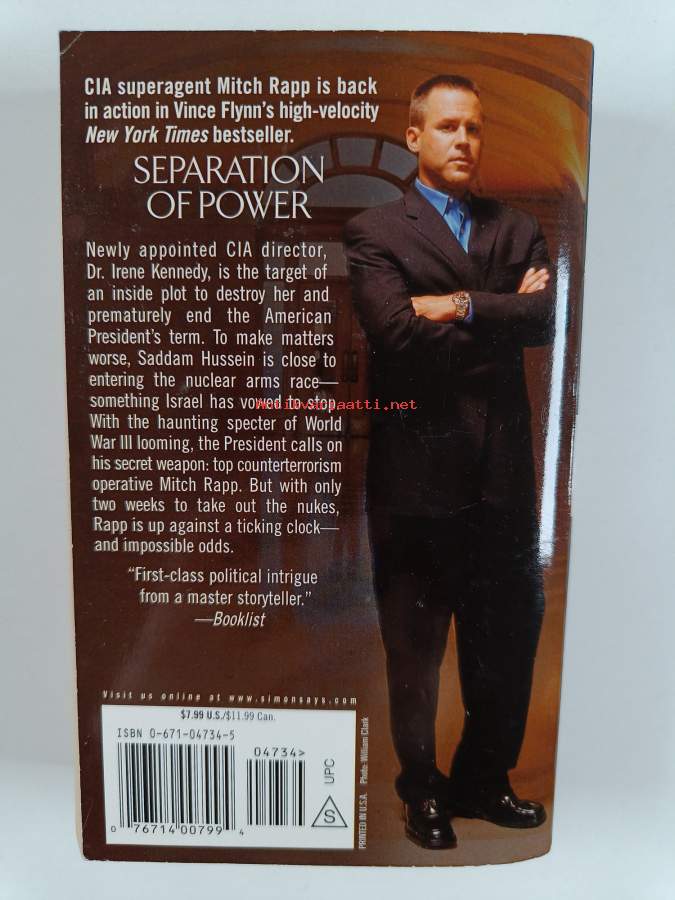 CIA superagent Mitch Rapp is back
in action in Vince Flynn's high-velocity
New York Times bestseller.
SEPARATION
OF POWER
Newly appointed CIA director,
Dr. Irene Kennedy, is the target of
an inside plot to destroy her and
prematurely end the American
President's term. To make matters
worse, Saddam Hussein is close to
entering the nuclear arms race—
something Israel has vowed to stop.
With the haunting specter of World
War III looming, the President calls on
his secret weapon: top counterterrorism
operative Mitch Rapp. But with only
two weeks to take out the nukes,
Rapp is up against a ticking clock—
and impossible odds.
"First-class political intrigue
from a master storyteller."
—Booklist
Visit us online at www.simonsays.com
$7.99 U.S./$11.99 Can.
ISBN 0-671-04734-5
04734>
0 76714 00799 4
UPC
S
PRINTED IN U.S.A. Photo: William Clark
Antikvariaatti.net